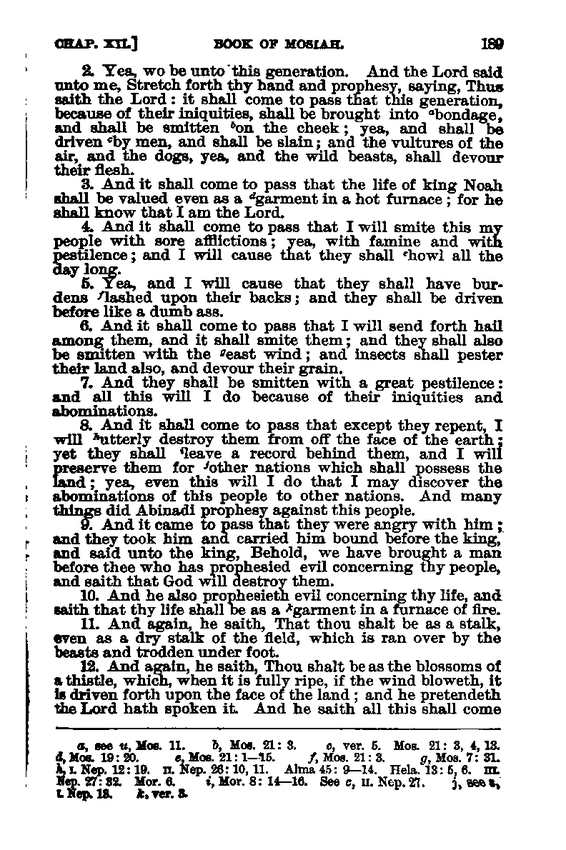 CHAP. XII.] BOOK OF MOSIAH. 189
2. Yea, wo be unto this generation. And the Lord said
unto me, Stretch forth thy hand and prophesy, saying, Thus
saith the Lord: it shall come to pass that this generation,
because of their iniquities, shall be brought into ᵃbondage,
and shall be smitten ᵇon the cheek; yea, and shall be
driven ᶜby men, and shall be slain; and the vultures of the
air, and the dogs, yea, and the wild beasts, shall devour
their flesh.
3. And it shall come to pass that the life of king Noah
shall be valued even as a ᵈgarment in a hot furnace; for he
shall know that I am the Lord.
4. And it shall come to pass that I will smite this my
people with sore afflictions; yea, with famine and with
pestilence; and I will cause that they shall ᵉhowl all the
day long.
5. Yea, and I will cause that they shall have bur-
dens ᶠlashed upon their backs; and they shall be driven
before like a dumb ass.
6. And it shall come to pass that I will send forth hail
among them, and it shall smite them; and they shall also
be smitten with the ᵍeast wind; and insects shall pester
their land also, and devour their grain.
7. And they shall be smitten with a great pestilence:
and all this will I do because of their iniquities and
abominations.
8. And it shall come to pass that except they repent, I
will ʰutterly destroy them from off the face of the earth;
yet they shall ⁱleave a record behind them, and I will
preserve them for ʲother nations which shall possess the
land; yea, even this will I do that I may discover the
abominations of this people to other nations. And many
things did Abinadi prophesy against this people.
9. And it came to pass that they were angry with him;
and they took him and carried him bound before the king,
and said unto the king, Behold, we have brought a man
before thee who has prophesied evil concerning thy people,
and saith that God will destroy them.
10. And he also prophesieth evil concerning thy life, and
saith that thy life shall be as a ᵏgarment in a furnace of fire.
11. And again, he saith, That thou shalt be as a stalk,
even as a dry stalk of the field, which is ran over by the
beasts and trodden under foot.
12. And again, he saith, Thou shalt be as the blossoms of
a thistle, which, when it is fully ripe, if the wind bloweth, it
is driven forth upon the face of the land; and he pretendeth
the Lord hath spoken it. And he saith all this shall come
a, see u, Mos. 11. b, Mos. 21: 3. c, ver. 5. Mos. 21: 3, 4, 13.
d, Mos. 19: 20. e, Mos. 21: 1—15. f, Mos. 21: 3. g, Mos. 7: 31.
h, I. Nep. 12: 19. II. Nep. 26: 10, 11. Alma 45: 9—14. Hela. 13: 5, 6. III.
Nep. 27: 32. Mor. 6. i, Mor. 8: 14—16. See c, II. Nep. 27. j, see
I. Nep. 13. k, ver. 3.